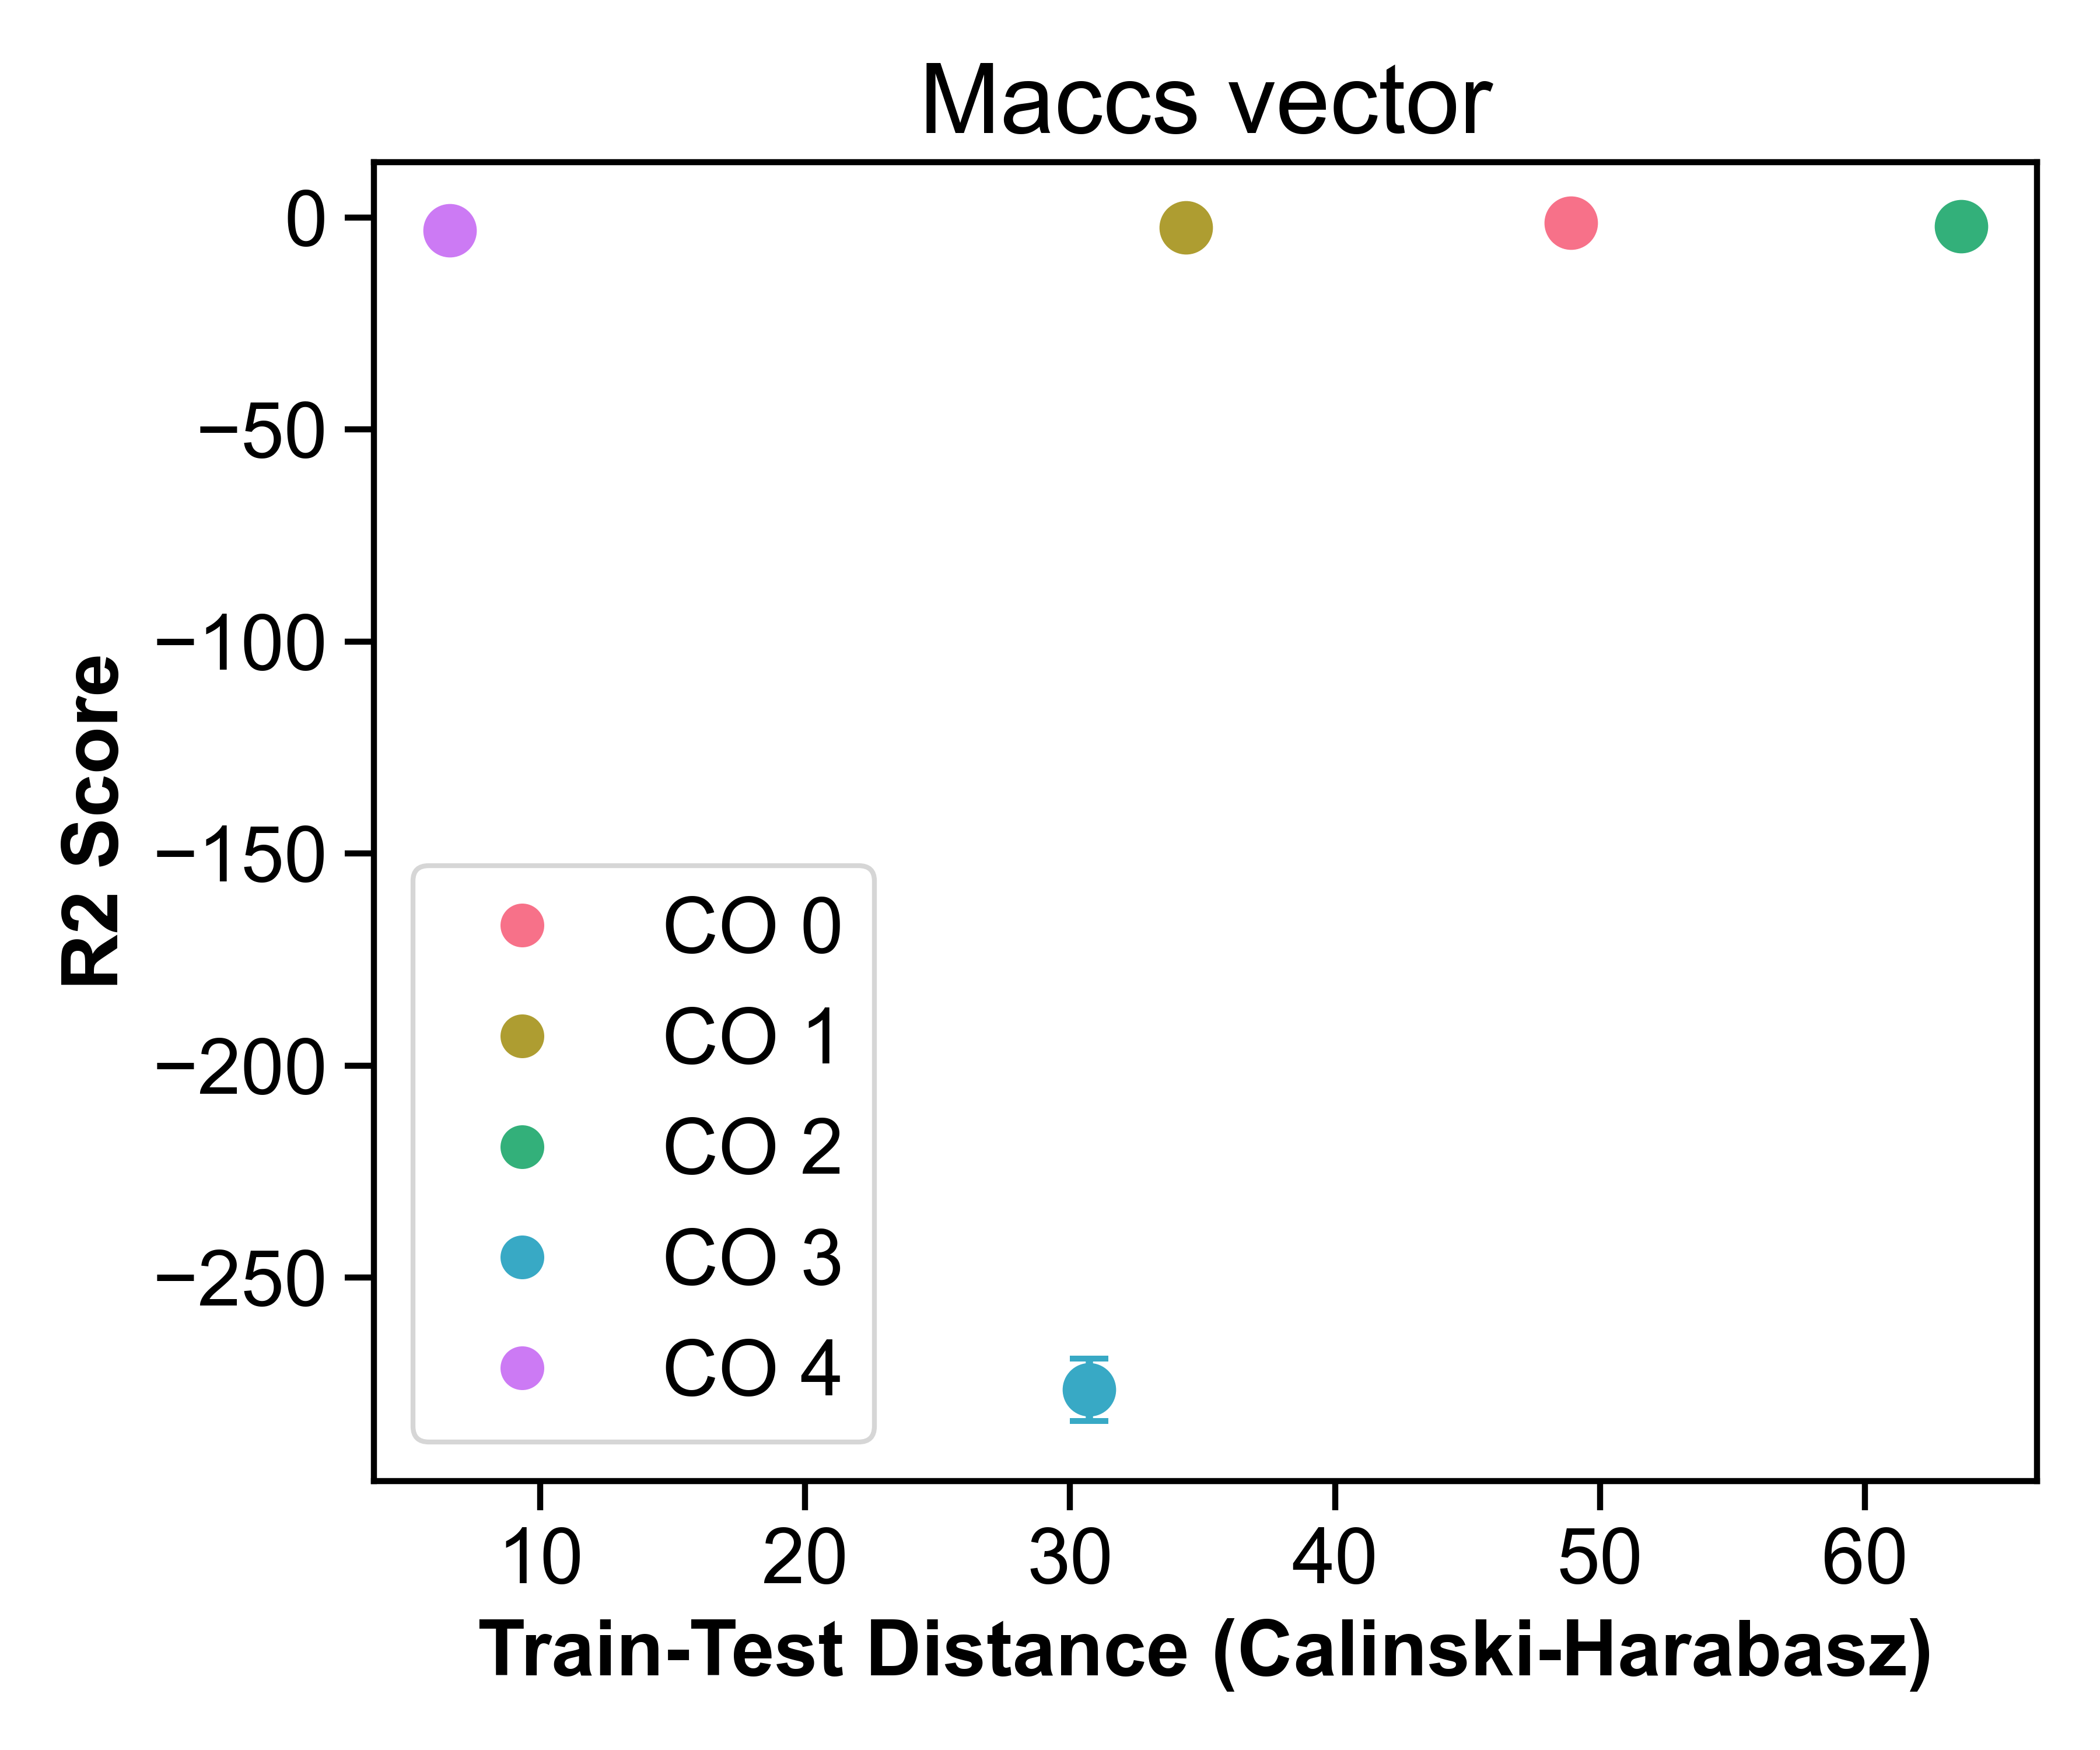 Maccs vector
0
−50
−100
−150
−200
−250
R2 Score
CO 0
CO 1
CO 2
CO 3
CO 4
10 20 30 40 50 60
Train-Test Distance (Calinski-Harabasz)